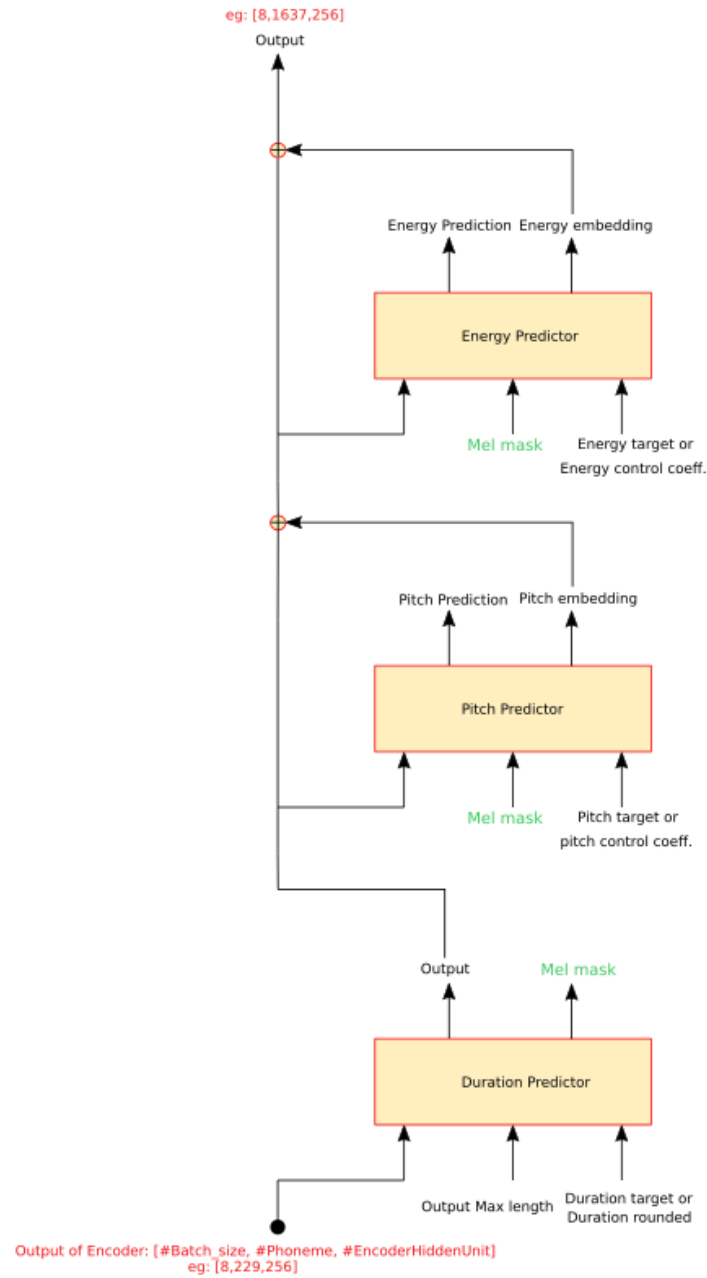 eg: [8,1637,256]
Output
Energy Prediction Energy embedding
Energy Predictor
Mel mask
Energy target or
Energy control coeff.
Pitch Prediction Pitch embedding
Pitch Predictor
Mel mask
Pitch target or
pitch control coeff.
Output
Mel mask
Duration Predictor
Output Max length
Duration target or
Duration rounded
Output of Encoder: [#Batch_size, #Phoneme, #EncoderHiddenUnit]
eg: [8,229,256]